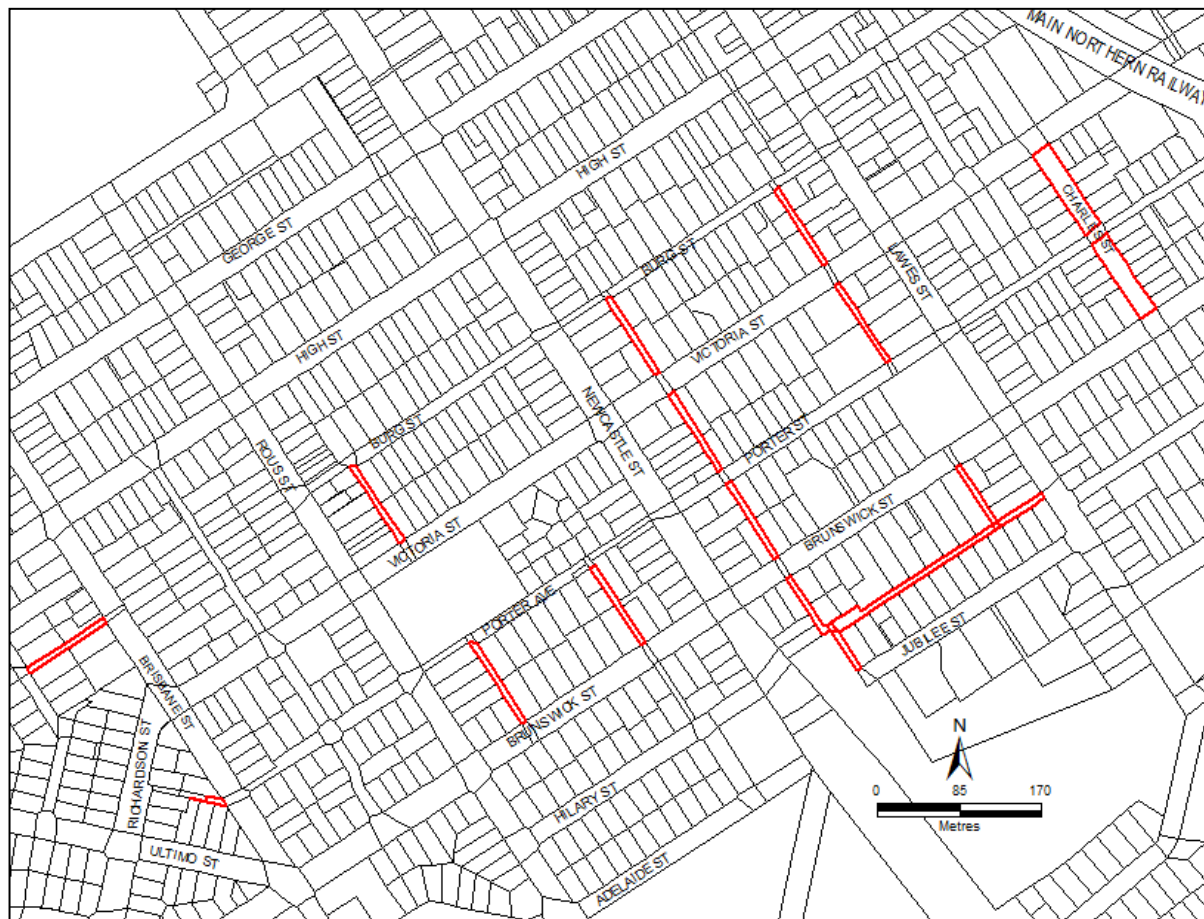 MAIN NORTHERN RAILWAY
HIGH ST
CHARLES ST
GEORGE ST
BURG ST
LAWES ST
HIGH ST
VICTORIA ST
NEWCASTLE ST
BURG ST
ROUS ST
PORTER ST
VICTORIA ST
BRUNSWICK ST
PORTER AVE
JUBILEE ST
BRISBANE ST
BRUNSWICK ST
RICHARDSON ST
N
0 85 170
Metres
HILARY ST
ULTIMO ST
ADELAIDE ST